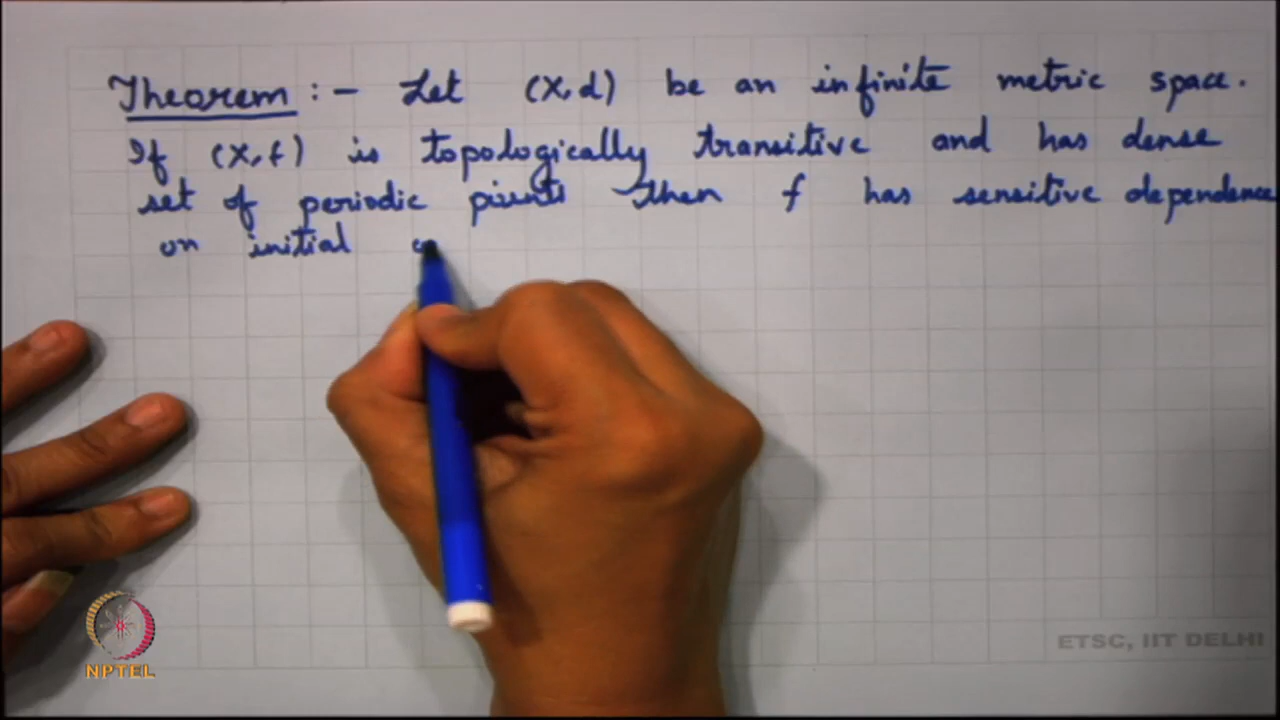 Theorem :- Let (X,d) be an infinite metric space.
If (X,f) is topologically transitive and has dense
set of periodic points then f has sensitive dependence
on initial
NPTEL
ETSC, IIT DELHI